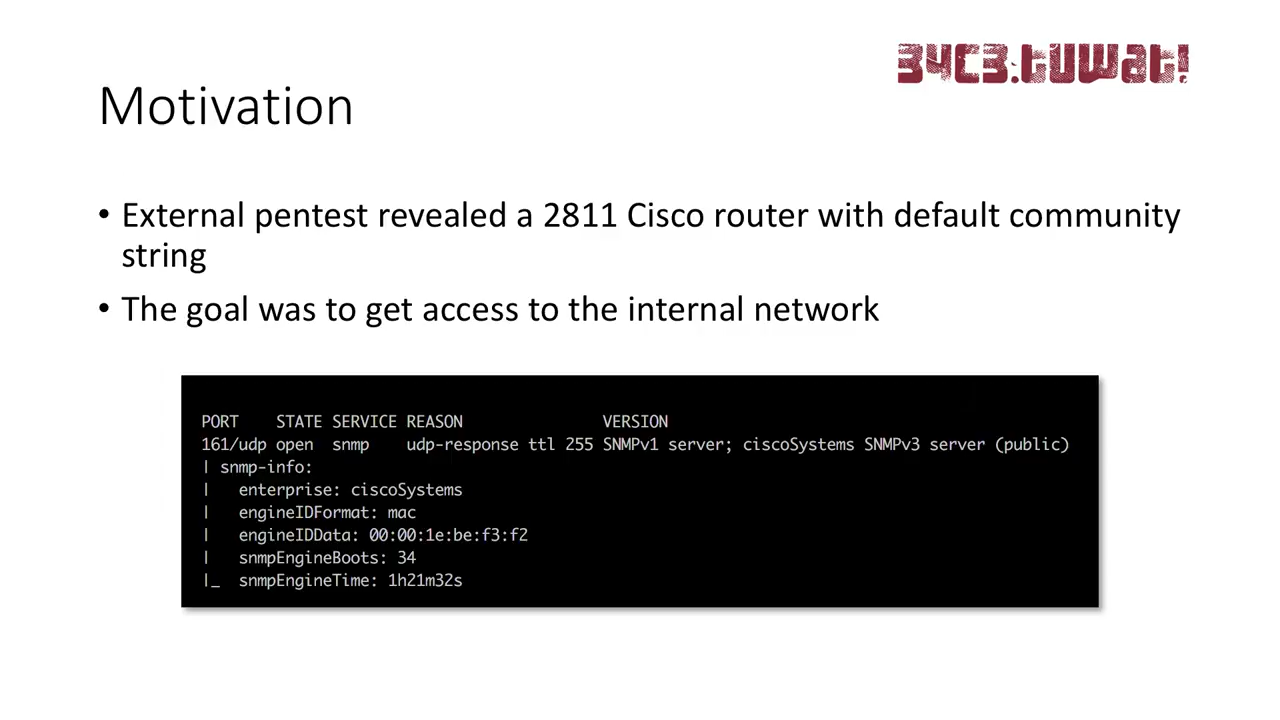 34C3.tuwat!
Motivation
• External pentest revealed a 2811 Cisco router with default community
string
• The goal was to get access to the internal network
PORT    STATE SERVICE REASON               VERSION
161/udp open  snmp    udp-response ttl 255 SNMPv1 server; ciscoSystems SNMPv3 server (public)
| snmp-info:
|   enterprise: ciscoSystems
|   engineIDFormat: mac
|   engineIDData: 00:00:1e:be:f3:f2
|   snmpEngineBoots: 34
|_  snmpEngineTime: 1h21m32s